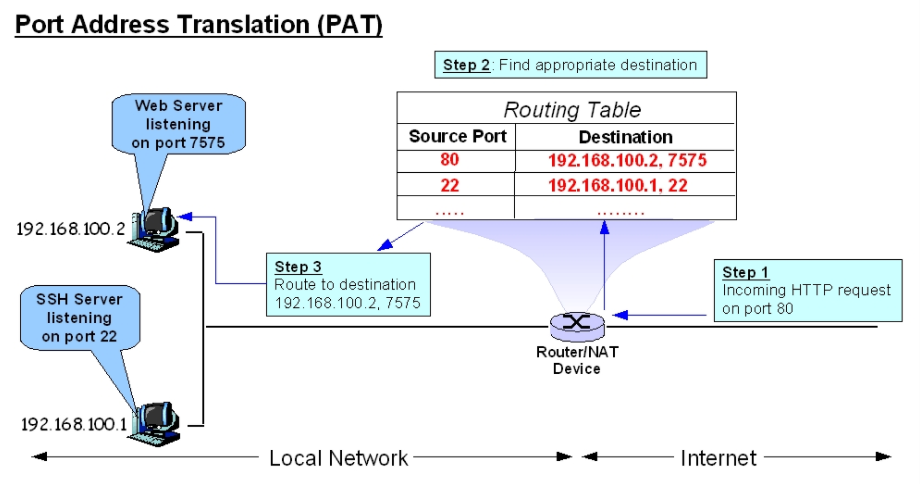 Port Address Translation (PAT)
Step 2: Find appropriate destination
Routing Table
Source Port Destination
80 192.168.100.2, 7575
22 192.168.100.1, 22
..... ........
Web Server
listening
on port 7575
192.168.100.2
Step 3
Route to destination
192.168.100.2, 7575
Step 1
Incoming HTTP request
on port 80
SSH Server
listening
on port 22
Router/NAT
Device
192.168.100.1
Local Network
Internet